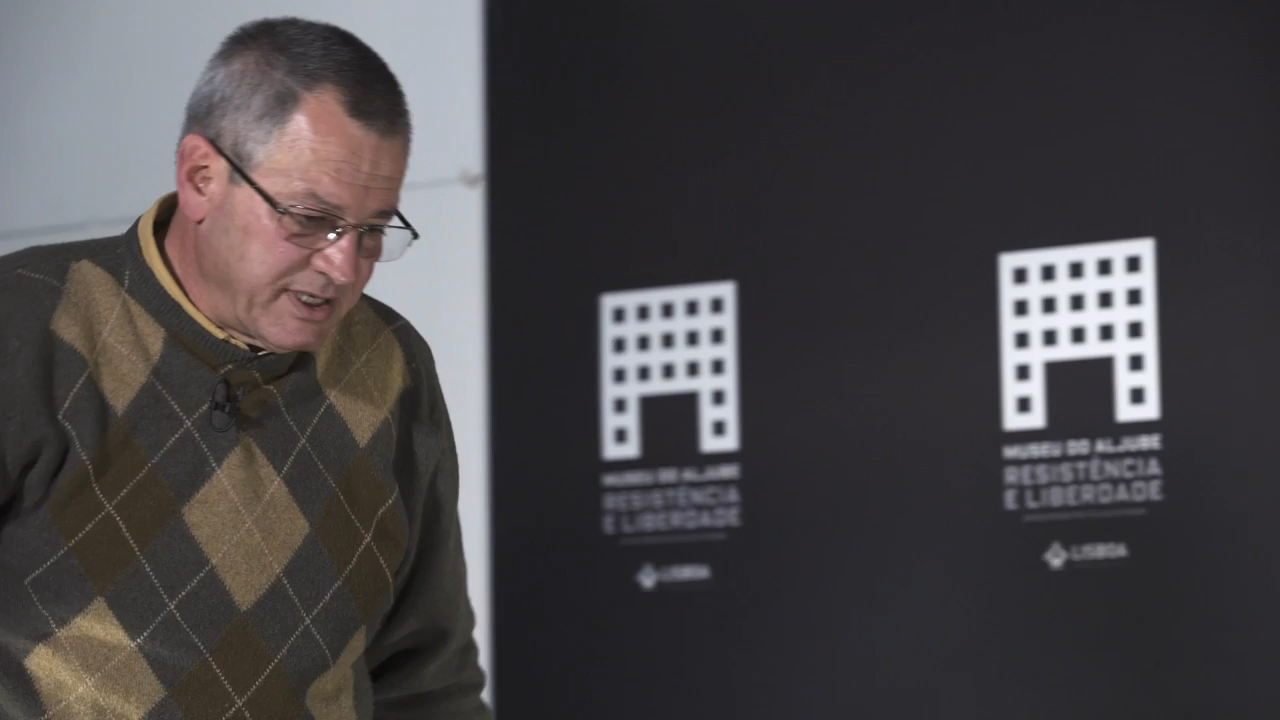 MUSEU DO ALJUBE
RESISTÊNCIA
E LIBERDADE
LISBOA
MUSEU DO ALJUBE
RESISTÊNCIA
E LIBERDADE
LISBOA